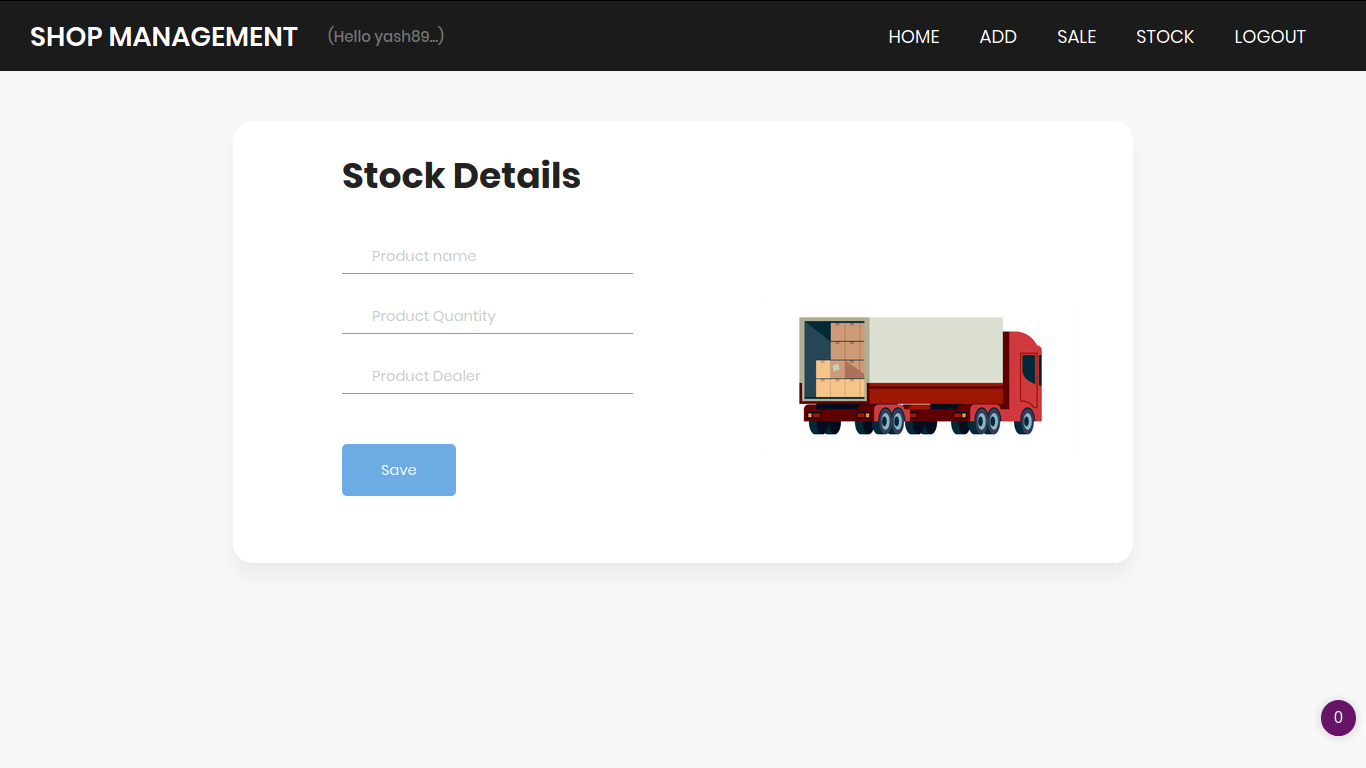 SHOP MANAGEMENT (Hello yash89...) HOME ADD SALE STOCK LOGOUT
Stock Details
Product name
Product Quantity
Product Dealer
Save
0